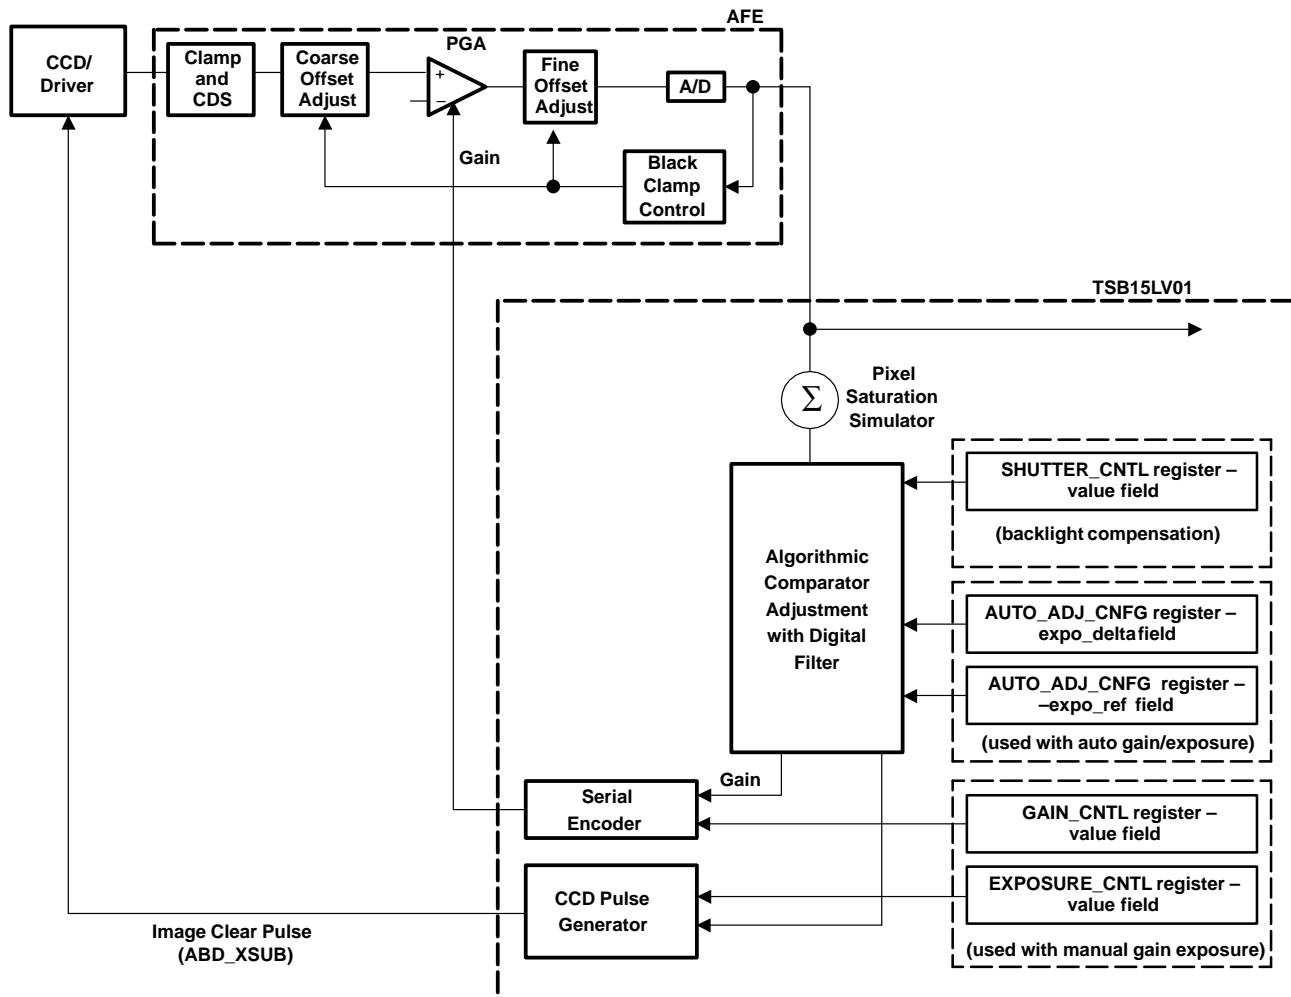 AFE
CCD/
Driver
Clamp
and
CDS
Coarse
Offset
Adjust
PGA
+
−
Fine
Offset
Adjust
A/D
Gain
Black
Clamp
Control
TSB15LV01
Σ
Pixel
Saturation
Simulator
SHUTTER_CNTL register –
value field
(backlight compensation)
Algorithmic
Comparator
Adjustment
with Digital
Filter
AUTO_ADJ_CNFG register –
expo_delta field
AUTO_ADJ_CNFG register –
–expo_ref field
(used with auto gain/exposure)
Gain
Serial
Encoder
GAIN_CNTL register –
value field
CCD Pulse
Generator
EXPOSURE_CNTL register –
value field
(used with manual gain exposure)
Image Clear Pulse
(ABD_XSUB)